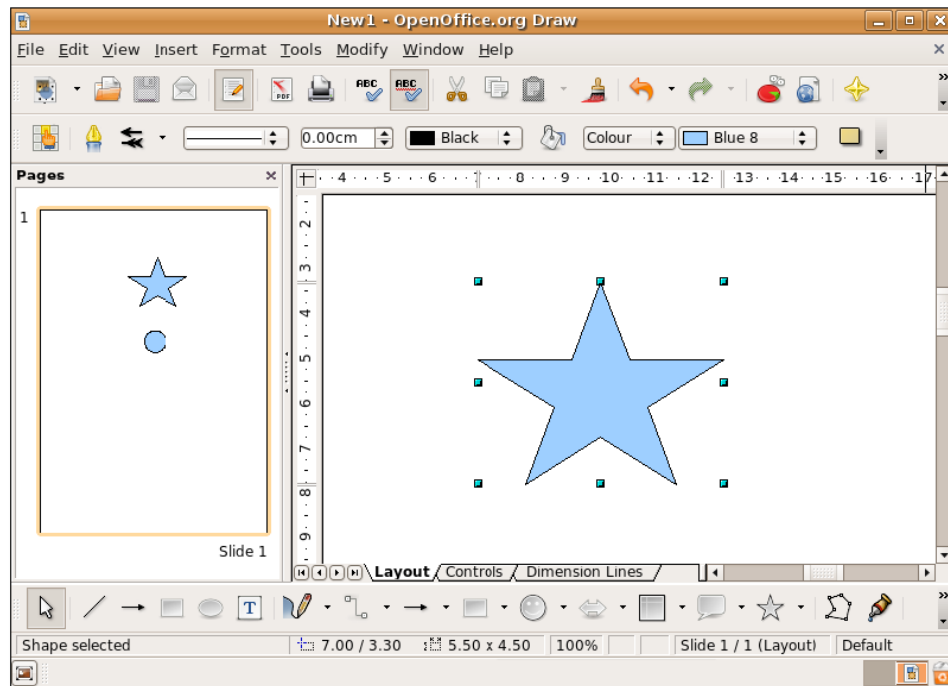 New1 - OpenOffice.org Draw
File Edit View Insert Format Tools Modify Window Help
PDF ABC ABC
0.00cm Black Colour Blue 8
Pages
4 5 6 7 8 9 10 11 12 13 14 15 16 17
1
2
3
4
5
6
7
8
9
Slide 1
Layout Controls Dimension Lines
T
Shape selected 7.00 / 3.30 5.50 x 4.50 100% Slide 1 / 1 (Layout) Default